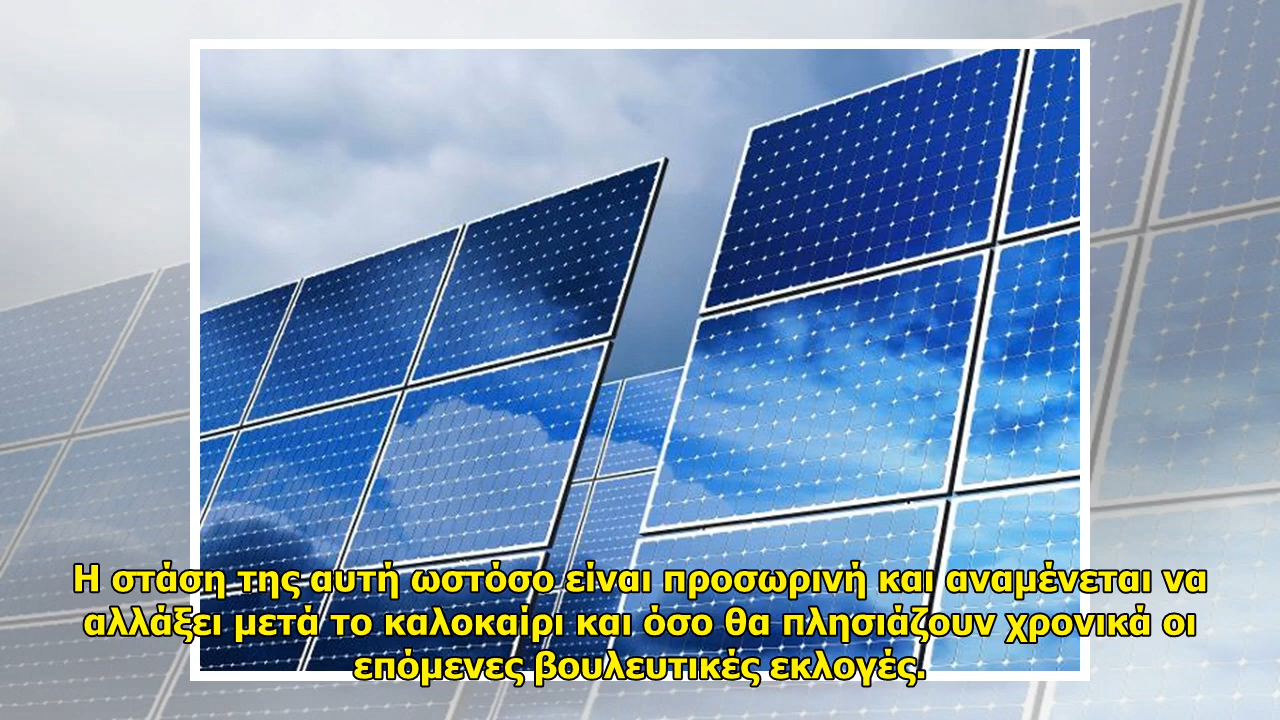 Η στάση της αυτή ωστόσο είναι προσωρινή και αναμένεται να
αλλάξει μετά το καλοκαίρι και όσο θα πλησιάζουν χρονικά οι
επόμενες βουλευτικές εκλογές.